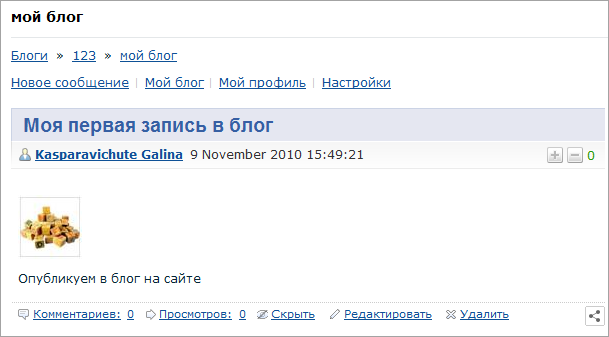 мой блог
Блоги » 123 » мой блог
Новое сообщение | Мой блог | Мой профиль | Настройки
Моя первая запись в блог
Kasparavichute Galina 9 November 2010 15:49:21 0
Опубликуем в блог на сайте
Комментариев: 0 Просмотров: 0 Скрыть Редактировать Удалить